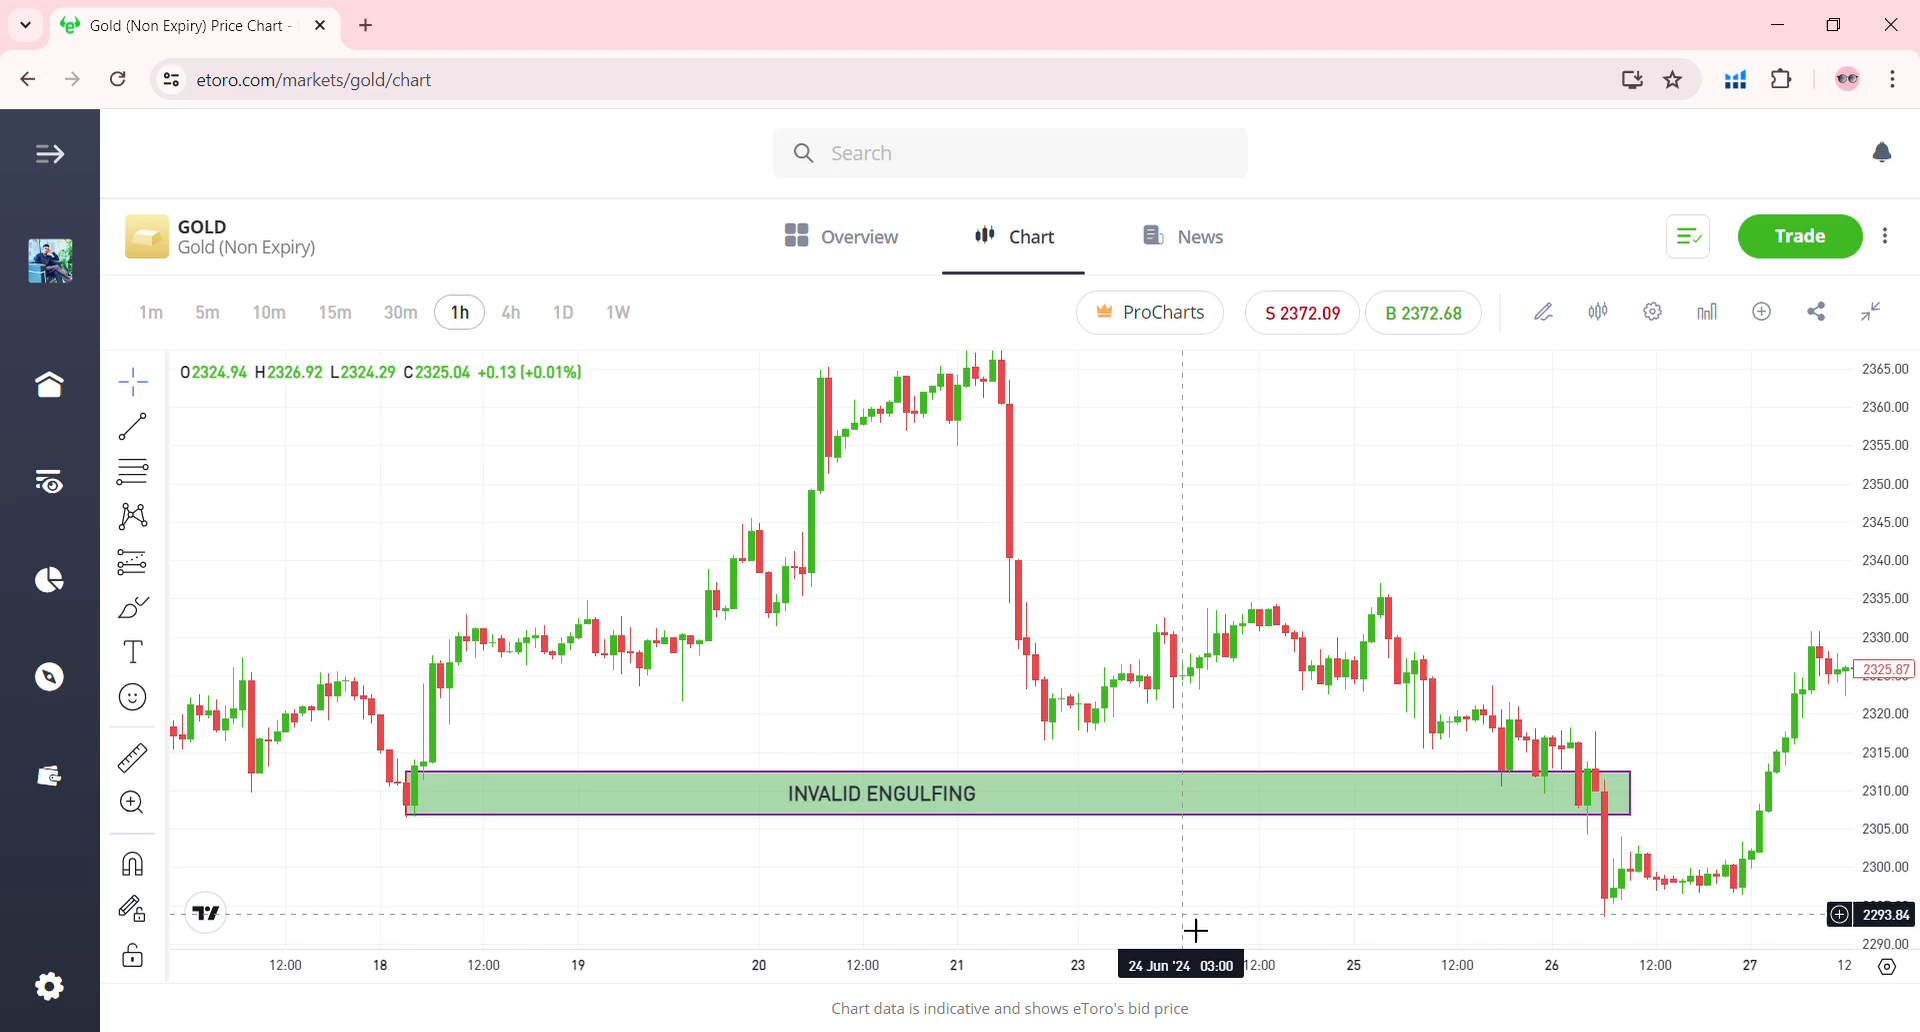 Gold (Non Expiry) Price Chart -
etoro.com/markets/gold/chart
Search
GOLD
Gold (Non Expiry)
Overview
Chart
News
Trade
1m 5m 10m 15m 30m 1h 4h 1D 1W
ProCharts
S 2372.09
B 2372.68
O2324.94 H2326.92 L2324.29 C2325.04 +0.13 (+0.01%)
2365.00
2360.00
2355.00
2350.00
2345.00
2340.00
2335.00
2330.00
2325.87
2320.00
2315.00
2310.00
2305.00
2300.00
2293.84
2290.00
INVALID ENGULFING
12:00 18 12:00 19 20 12:00 21 23 24 Jun '24 03:00 12:00 25 12:00 26 12:00 27 12
Chart data is indicative and shows eToro's bid price